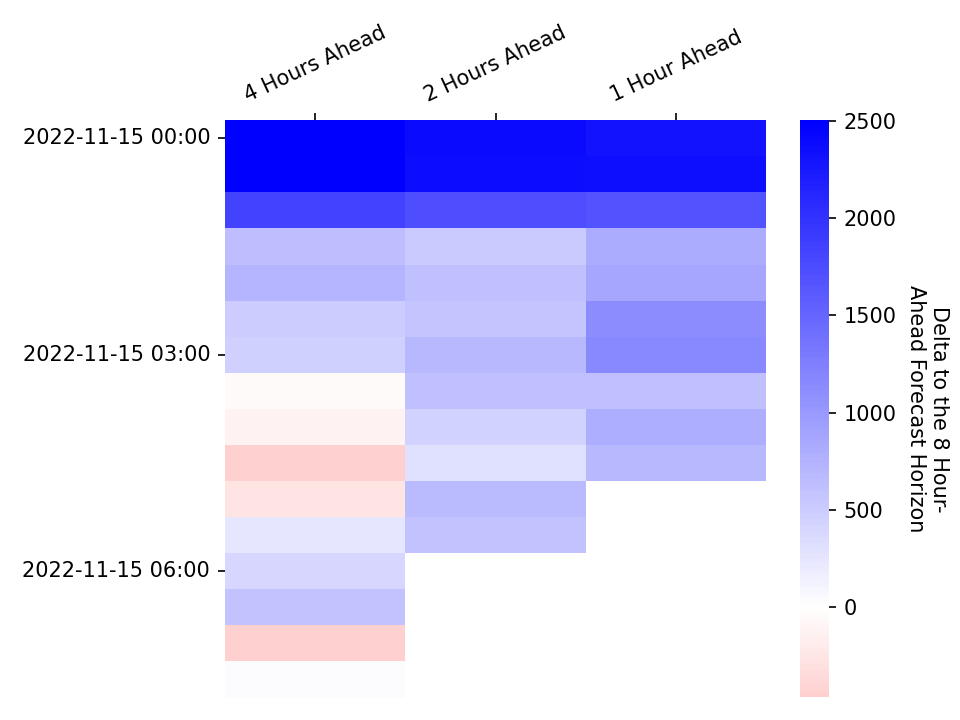 4 Hours Ahead
2 Hours Ahead
1 Hour Ahead
2022-11-15 00:00
2022-11-15 03:00
2022-11-15 06:00
2500
2000
1500
1000
500
0
Delta to the 8 Hour-
Ahead Forecast Horizon